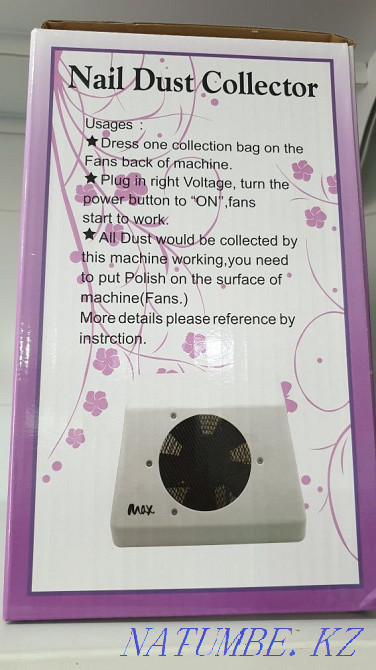 Nail Dust Collector
Usages :
★Dress one collection bag on the
Fans back of machine.
★Plug in right Voltage, turn the
power button to "ON",fans
start to work.
★All Dust would be collected by
this machine working,you need
to put Polish on the surface of
machine(Fans.)
More details please reference by
instrction.
Max
NATUMBE. KZ